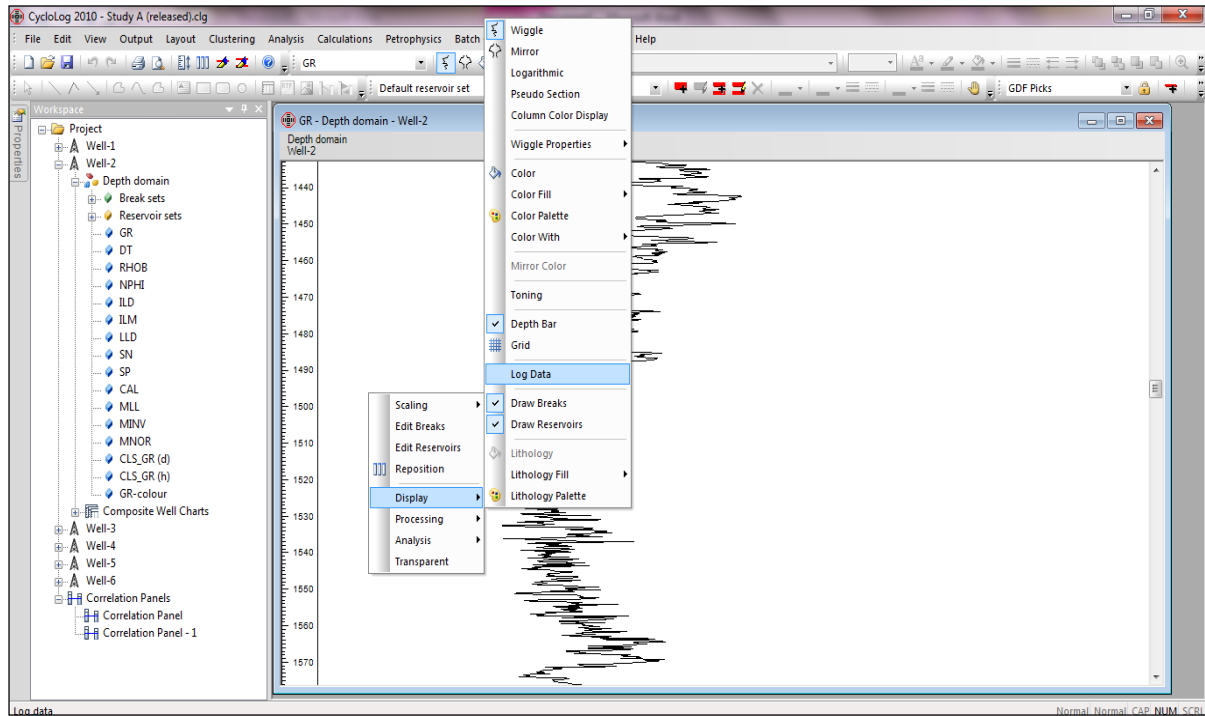 CycloLog 2010 - Study A (released).clg
File Edit View Output Layout Clustering Analysis Calculations Petrophysics Batch Help
GR
Default reservoir set
GDF Picks
Properties
Workspace
Project
Well-1
Well-2
Depth domain
Break sets
Reservoir sets
GR
DT
RHOB
NPHI
ILD
ILM
LLD
SN
SP
CAL
MLL
MINV
MNOR
CLS_GR (d)
CLS_GR (h)
GR-colour
Composite Well Charts
Well-3
Well-4
Well-5
Well-6
Correlation Panels
Correlation Panel
Correlation Panel - 1
GR - Depth domain - Well-2
Depth domain
Well-2
1440
1450
1460
1470
1480
1490
1500
1510
1520
1530
1540
1550
1560
1570
Scaling
Edit Breaks
Edit Reservoirs
Reposition
Display
Processing
Analysis
Transparent
Wiggle
Mirror
Logarithmic
Pseudo Section
Column Color Display
Wiggle Properties
Color
Color Fill
Color Palette
Color With
Mirror Color
Toning
Depth Bar
Grid
Log Data
Draw Breaks
Draw Reservoirs
Lithology
Lithology Fill
Lithology Palette
Log data
Normal Normal CAP NUM SCRL